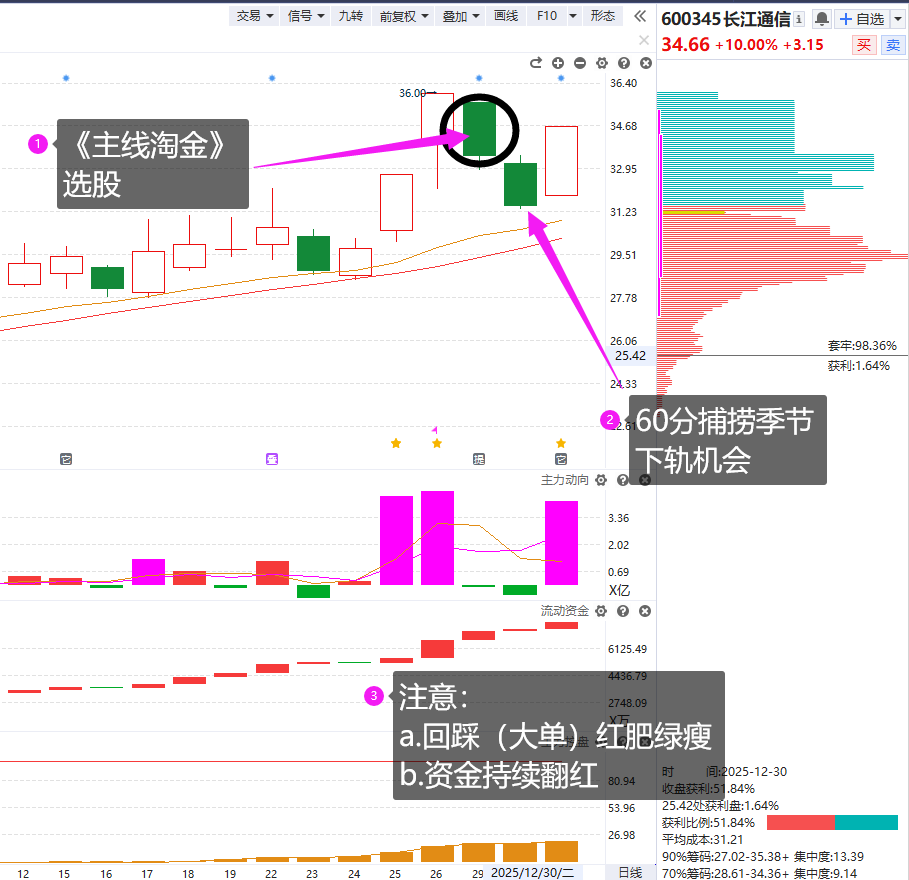 交易 信号 九转 前复权 叠加 画线 F10 形态
600345长江通信 自选
34.66 +10.00% +3.15 买 卖
36.40
36.00
34.68
1 《主线淘金》
选股
32.95
31.23
29.51
27.78
26.06
25.42
套牢:98.36%
获利:1.64%
24.33
2 60分捕捞季节
下轨机会
主力动向
3.36
2.02
0.69
X亿
流动资金
6125.49
4436.79
2748.09
X万
3 注意：
a.回踩（大单）红肥绿瘦
b.资金持续翻红
80.94
53.96
26.98
时 间:2025-12-30
收盘获利:51.84%
25.42处获利盘:1.64%
获利比例:51.84%
平均成本:31.21
90%筹码:27.02-35.38+ 集中度:13.39
70%筹码:28.61-34.36+ 集中度:9.14
12 15 16 17 18 19 22 23 24 25 26 29 2025/12/30/二 日线